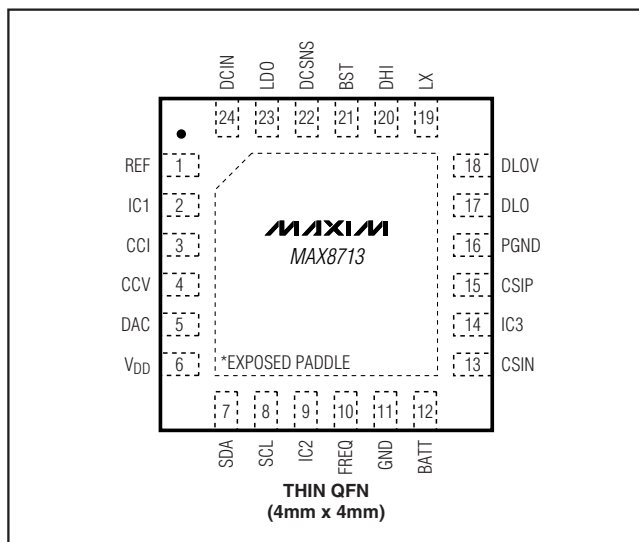 DCIN
LDO
DCSNS
BST
DHI
LX
24
23
22
21
20
19
REF 1
IC1 2
CCI 3
CCV 4
DAC 5
VDD 6
18 DLOV
17 DLO
16 PGND
15 CSIP
14 IC3
13 CSIN
MAXIM
MAX8713
*EXPOSED PADDLE
7
8
9
10
11
12
SDA
SCL
IC2
FREQ
GND
BATT
THIN QFN
(4mm x 4mm)